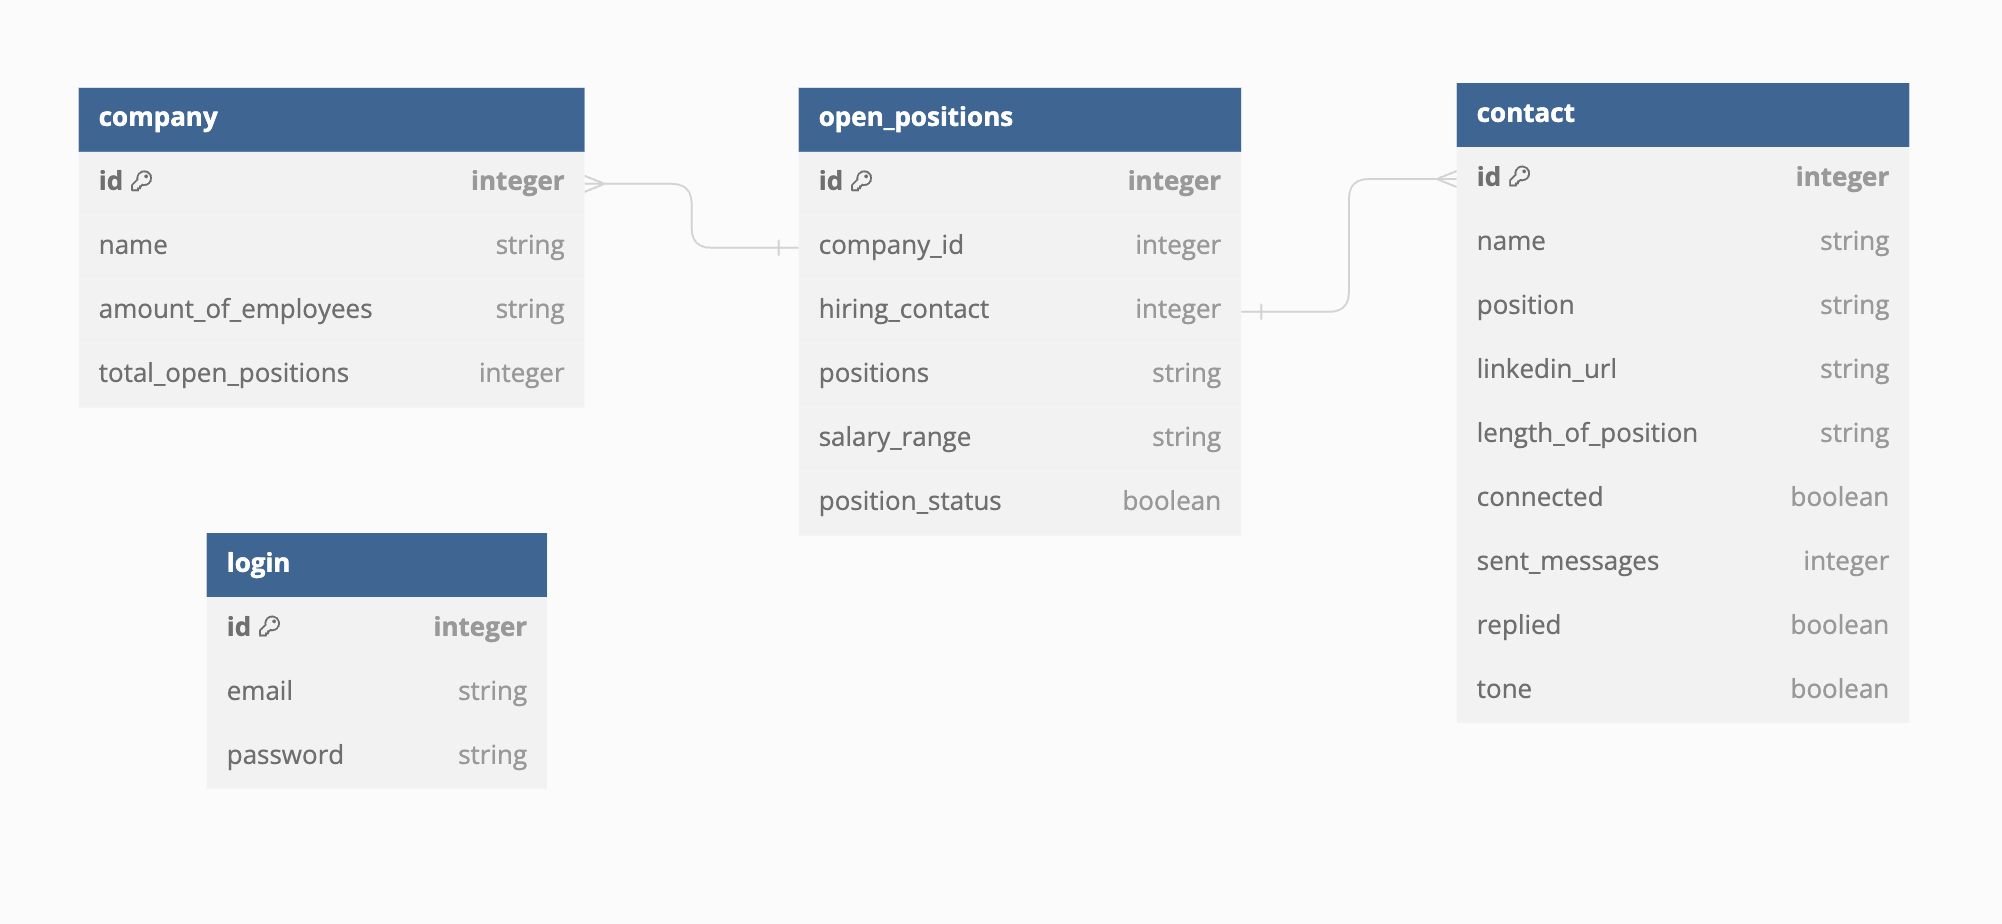 company
id integer
name string
amount_of_employees string
total_open_positions integer
open_positions
id integer
company_id integer
hiring_contact integer
positions string
salary_range string
position_status boolean
contact
id integer
name string
position string
linkedin_url string
length_of_position string
connected boolean
sent_messages integer
replied boolean
tone boolean
login
id integer
email string
password string